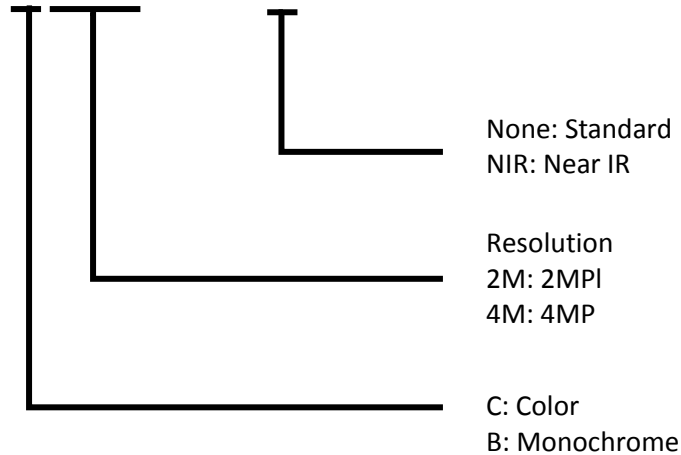 None: Standard
NIR: Near IR
Resolution
2M: 2MPl
4M: 4MP
C: Color
B: Monochrome